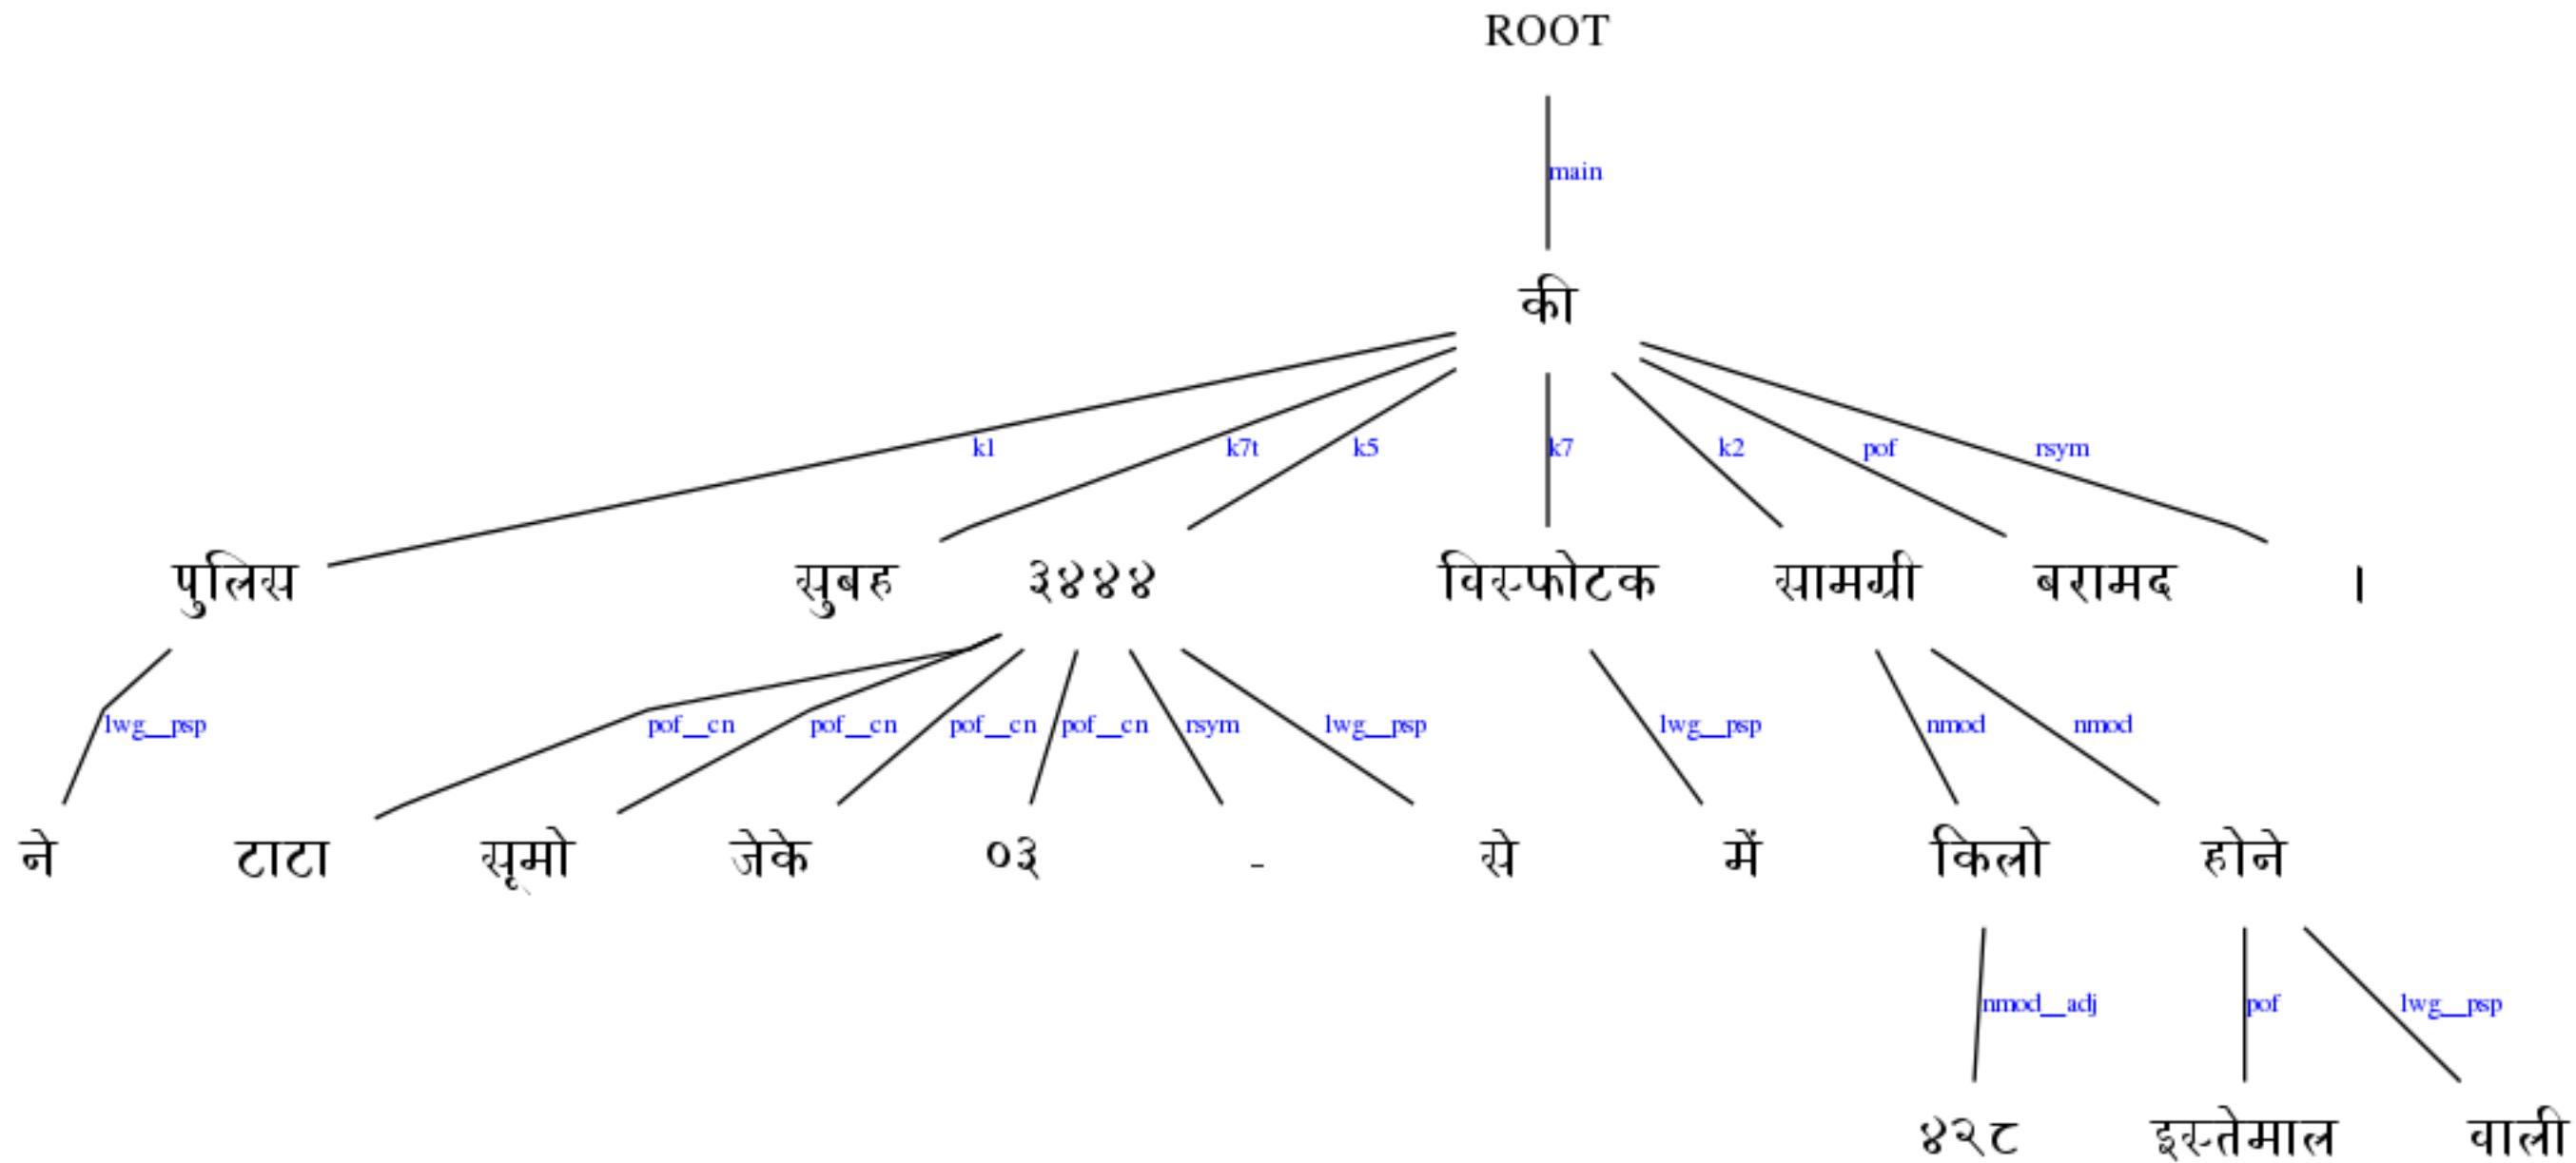 ROOT
main
की
k1 k7t k5 k7 k2 pof rsym
पुलिस सुबह ३४४४ विस्फोटक सामग्री बरामद ।
lwg__psp pof__cn pof__cn pof__cn pof__cn rsym lwg__psp lwg__psp nmod nmod
ने टाटा सूमो जेके ०३ - से में किलो होने
nmod__adj pof lwg__psp
४२८ इस्तेमाल वाली